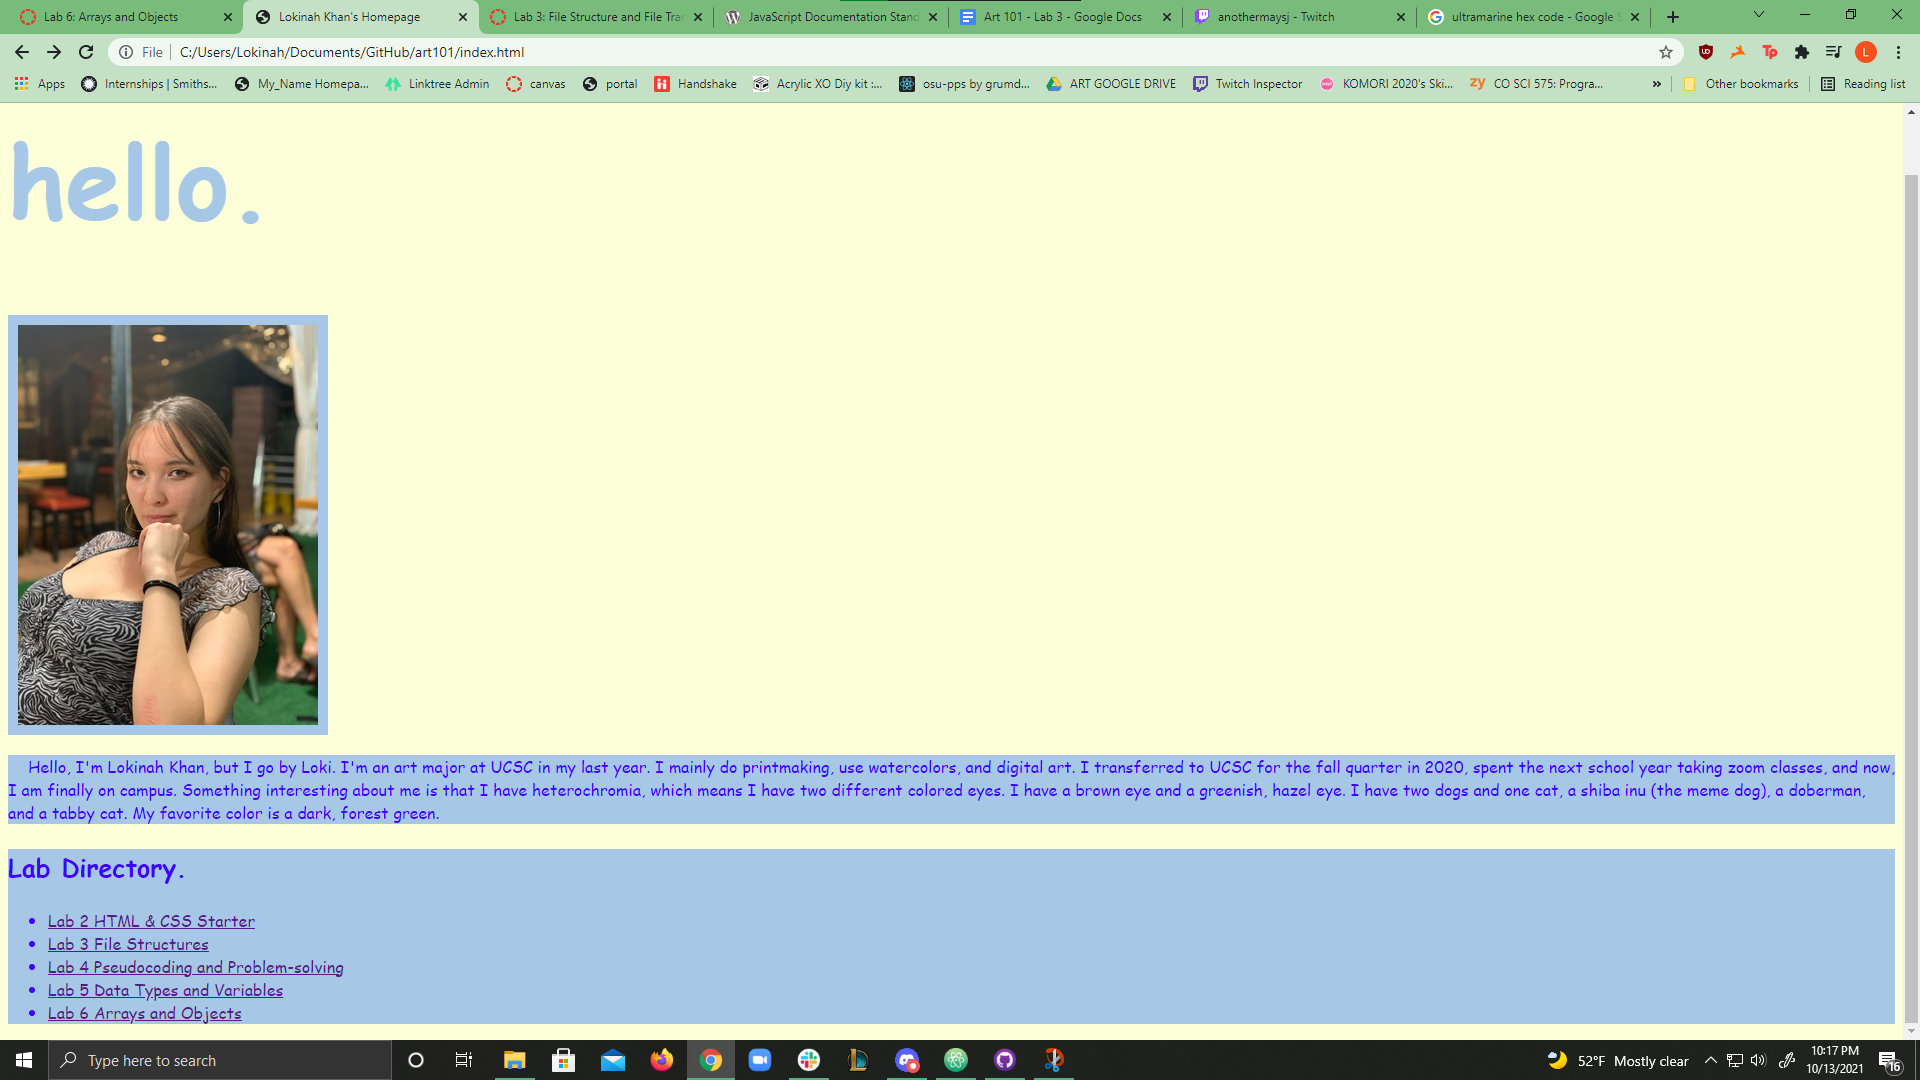 Lab 6: Arrays and Objects
Lokinah Khan's Homepage
Lab 3: File Structure and File Tra
JavaScript Documentation Stand
Art 101 - Lab 3 - Google Docs
anothermaysj - Twitch
ultramarine hex code - Google S
File
C:/Users/Lokinah/Documents/GitHub/art101/index.html
L
Apps
Internships | Smiths...
My_Name Homepa...
Linktree Admin
canvas
portal
Handshake
Acrylic XO Diy kit :...
osu-pps by grumd...
ART GOOGLE DRIVE
Twitch Inspector
KOMORI 2020's Ski...
zy CO SCI 575: Progra...
»
Other bookmarks
Reading list
hello.
Hello, I'm Lokinah Khan, but I go by Loki. I'm an art major at UCSC in my last year. I mainly do printmaking, use watercolors, and digital art. I transferred to UCSC for the fall quarter in 2020, spent the next school year taking zoom classes, and now,
I am finally on campus. Something interesting about me is that I have heterochromia, which means I have two different colored eyes. I have a brown eye and a greenish, hazel eye. I have two dogs and one cat, a shiba inu (the meme dog), a doberman,
and a tabby cat. My favorite color is a dark, forest green.
Lab Directory.
Lab 2 HTML & CSS Starter
Lab 3 File Structures
Lab 4 Pseudocoding and Problem-solving
Lab 5 Data Types and Variables
Lab 6 Arrays and Objects
Type here to search
52°F Mostly clear
10:17 PM
10/13/2021
16